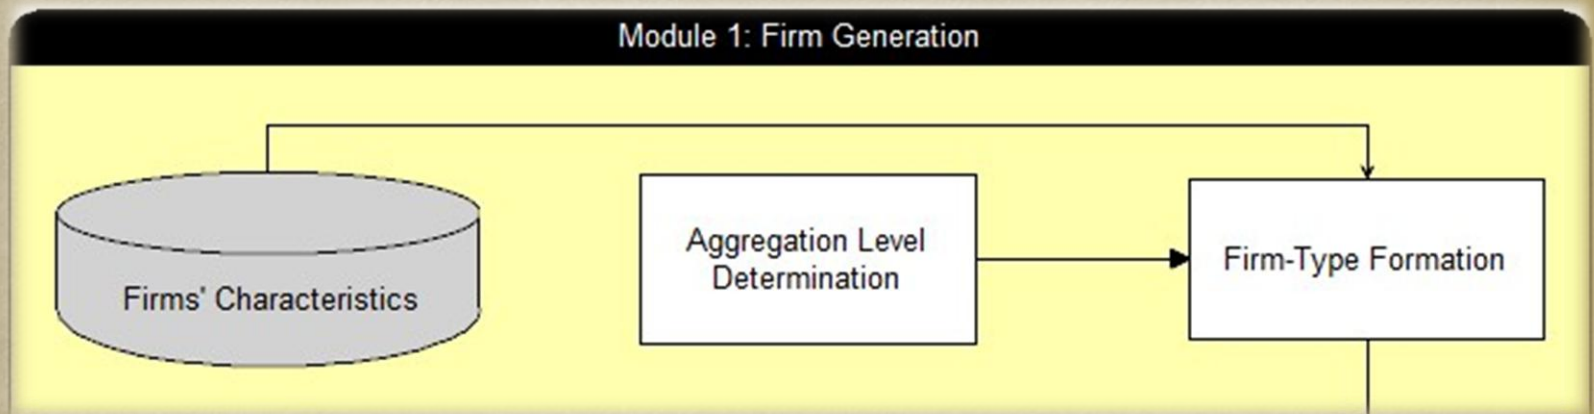 Module 1: Firm Generation
Aggregation Level
Determination
Firm-Type Formation
Firms' Characteristics